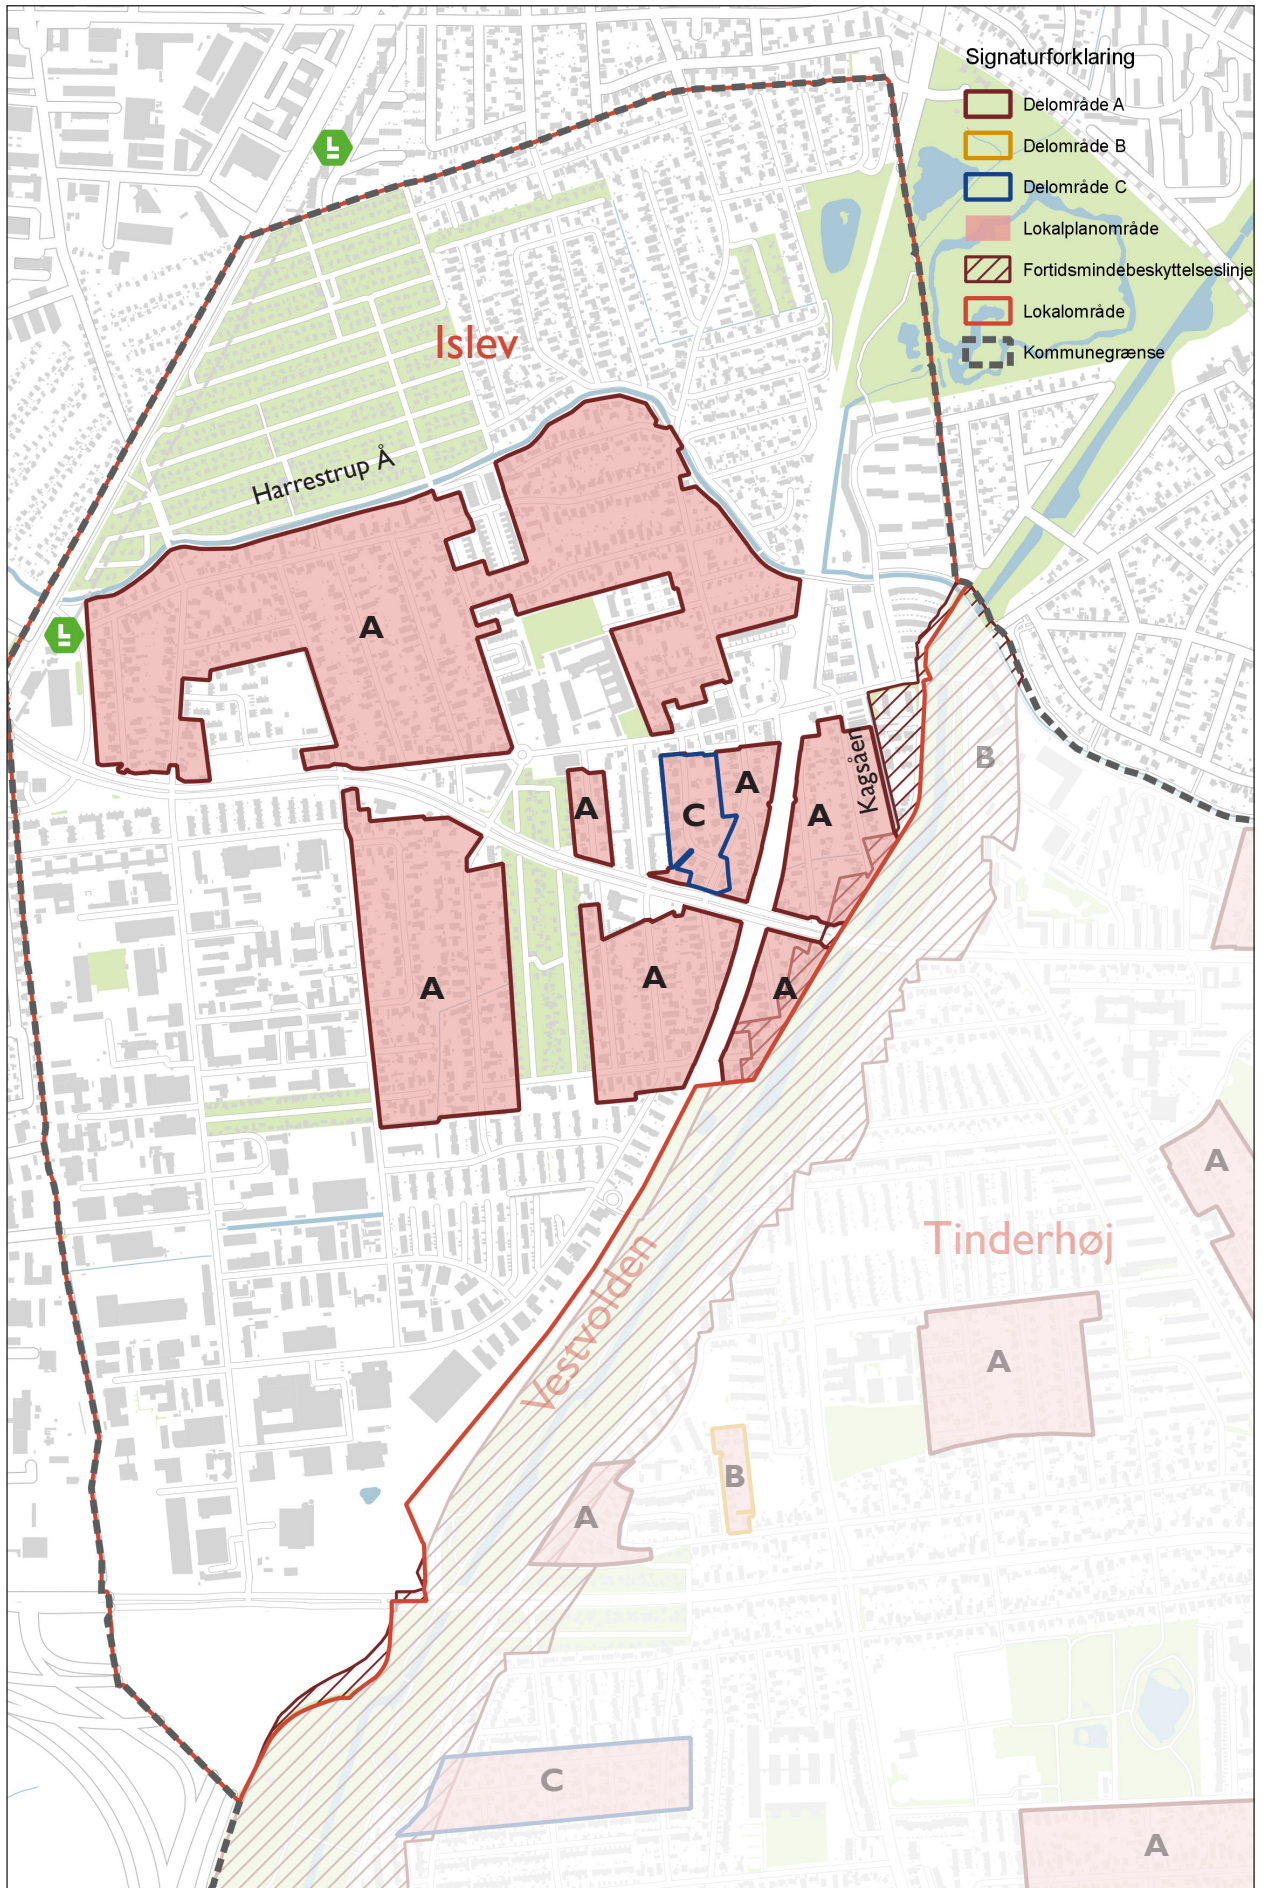 Signaturforklaring
Delområde A
Delområde B
Delområde C
Lokalplanområde
Fortidsmindebeskyttelseslinje
Lokalområde
Kommunegrænse
Islev
Harrestrup Å
A
B
Kagsåen
A
A
C
A
A
A
A
A
A
Tinderhøj
Vestvolden
A
B
A
C
A